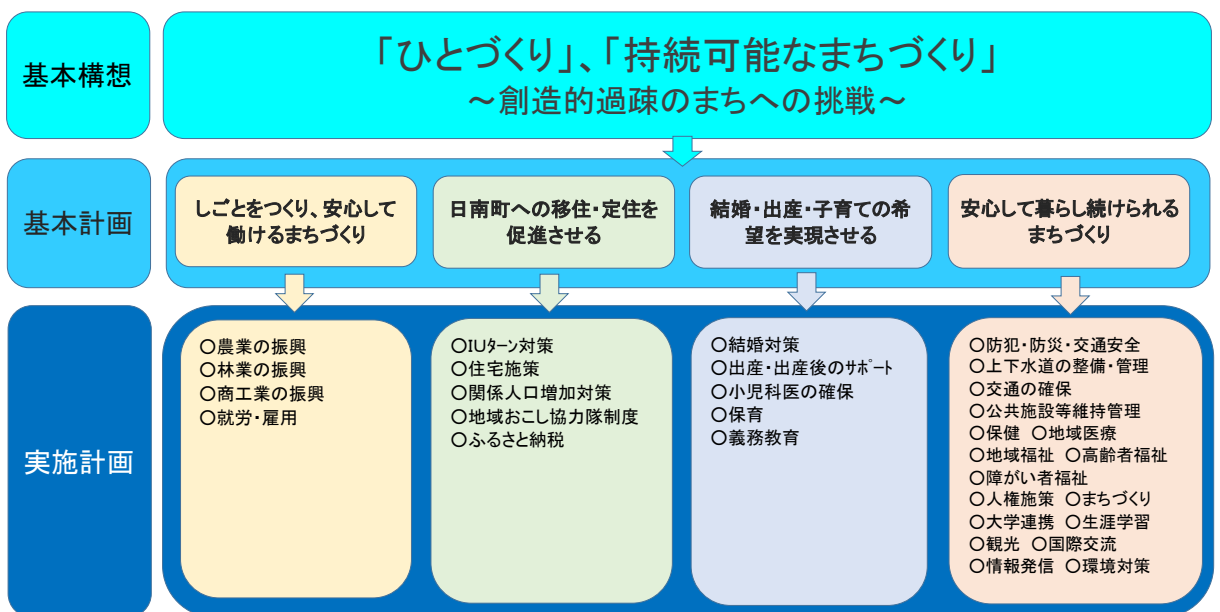 基本構想
「ひとづくり」、「持続可能なまちづくり」
～創造的過疎のまちへの挑戦～
基本計画
しごとをつくり、安心して
働けるまちづくり
日南町への移住・定住を
促進させる
結婚・出産・子育ての希
望を実現させる
安心して暮らし続けられる
まちづくり
実施計画
○農業の振興
○林業の振興
○商工業の振興
○就労・雇用
○IUターン対策
○住宅施策
○関係人口増加対策
○地域おこし協力隊制度
○ふるさと納税
○結婚対策
○出産・出産後のサポート
○小児科医の確保
○保育
○義務教育
○防犯・防災・交通安全
○上下水道の整備・管理
○交通の確保
○公共施設等維持管理
○保健 ○地域医療
○地域福祉 ○高齢者福祉
○障がい者福祉
○人権施策 ○まちづくり
○大学連携 ○生涯学習
○観光 ○国際交流
○情報発信 ○環境対策